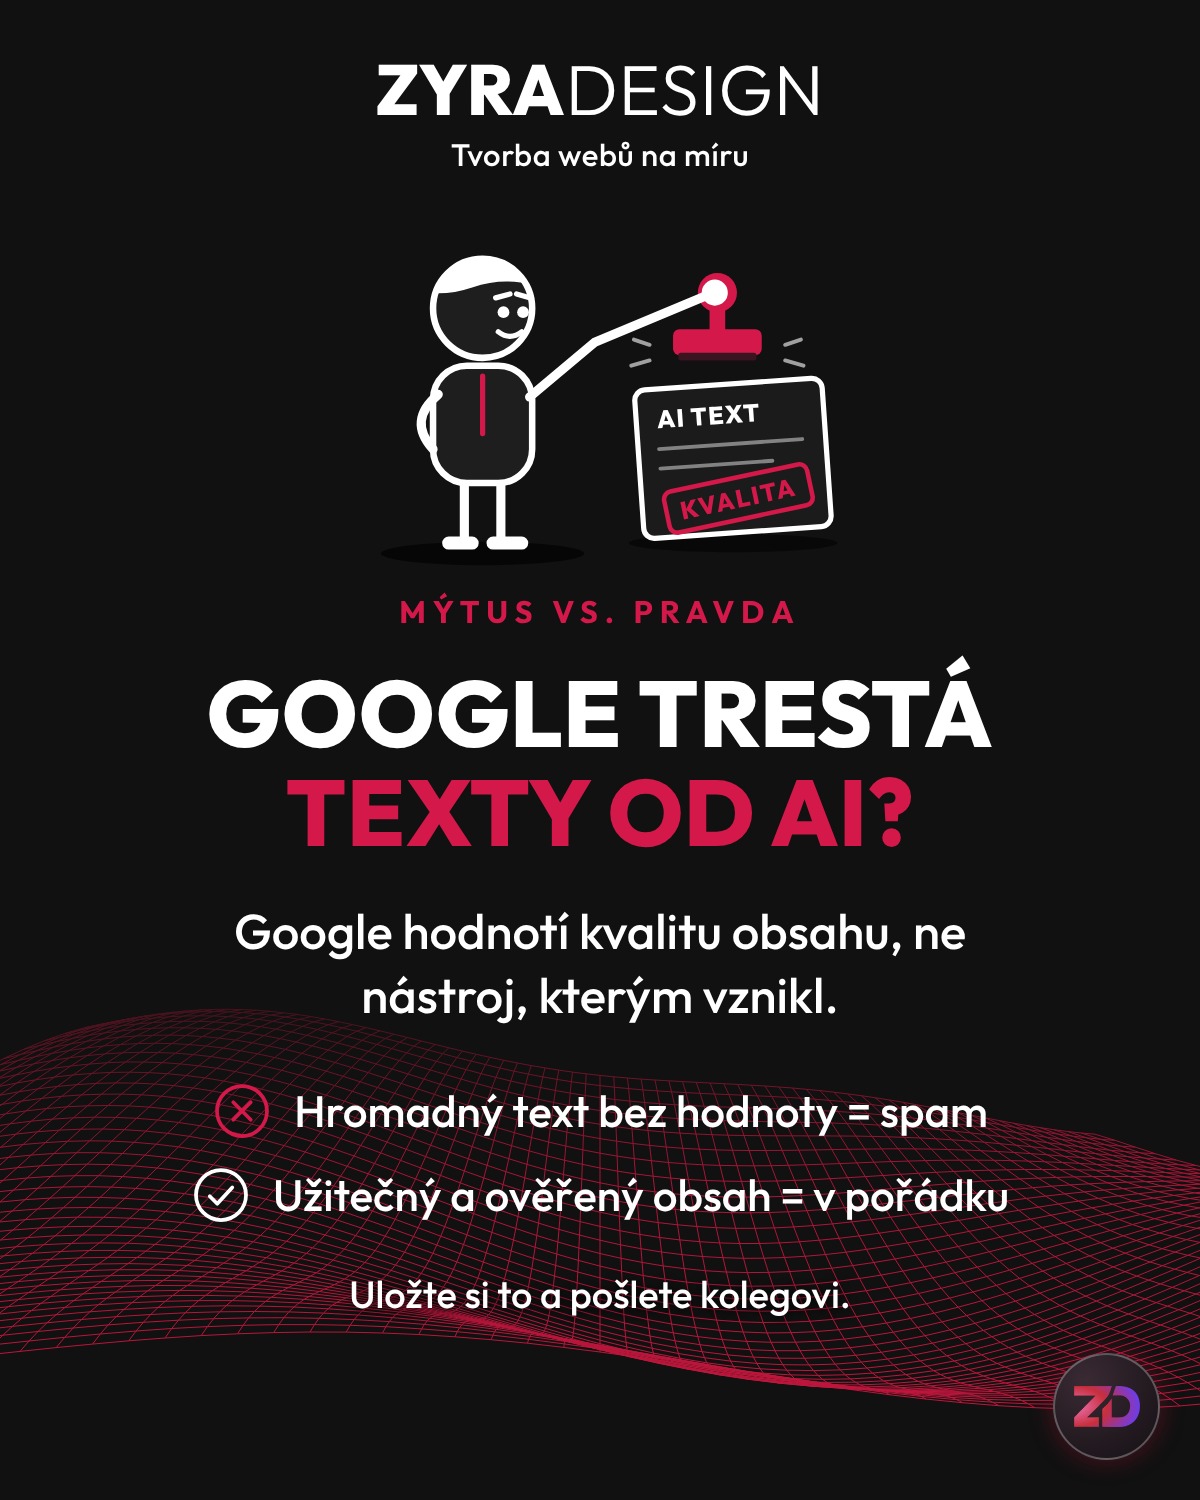 ZYRADESIGN
Tvorba webů na míru
AI TEXT
KVALITA
MÝTUS VS. PRAVDA
GOOGLE TRESTÁ
TEXTY OD AI?
Google hodnotí kvalitu obsahu, ne
nástroj, kterým vznikl.
Hromadný text bez hodnoty = spam
Užitečný a ověřený obsah = v pořádku
Uložte si to a pošlete kolegovi.
ZD